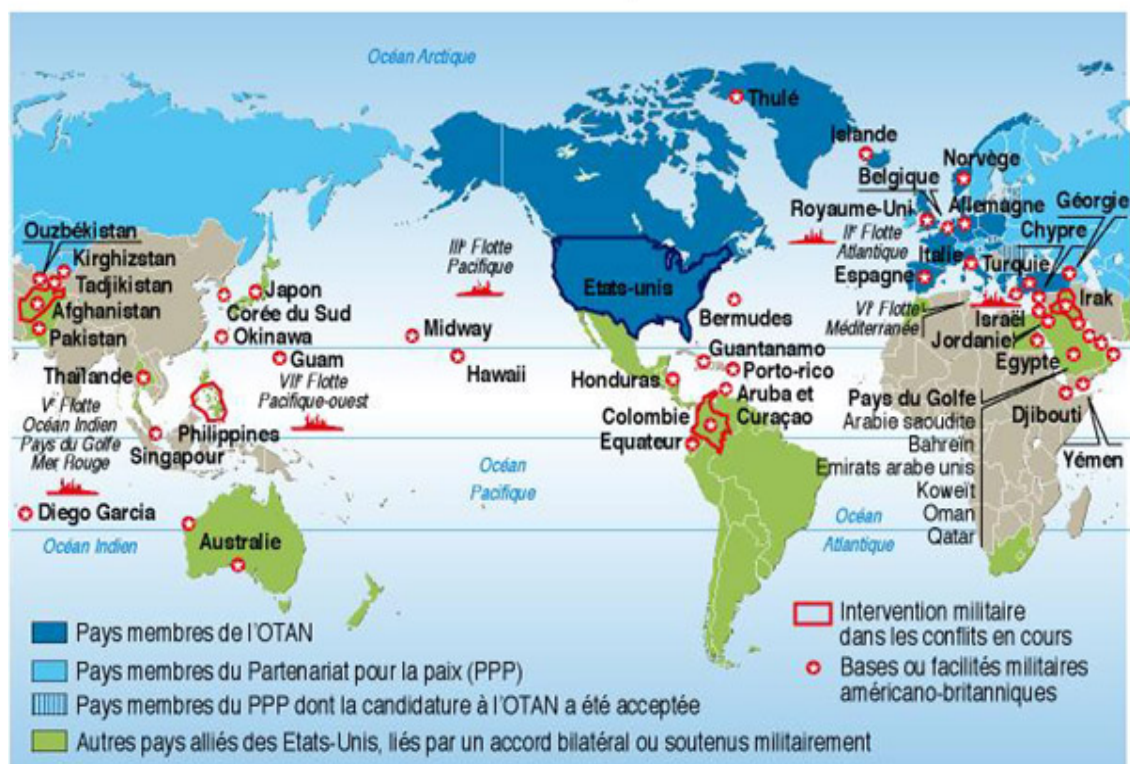 Océan Arctique
Thulé
Islande
Norvège
Belgique
Allemagne
Géorgie
Royaume-Uni
Chypre
IIᵉ Flotte
Atlantique
Italie
Turquie
Espagne
Irak
VIᵉ Flotte
Méditerranée
Israël
Jordanie
Egypte
Ouzbékistan
Kirghizstan
Tadjikistan
Afghanistan
Pakistan
Japon
Corée du Sud
Okinawa
Guam
Thaïlande
VIIᵉ Flotte
Pacifique-ouest
Vᵉ Flotte
Océan Indien
Pays du Golfe
Mer Rouge
Philippines
Singapour
Diego Garcia
Océan Indien
Australie
IIIᵉ Flotte
Pacifique
Midway
Hawaii
Etats-unis
Bermudes
Guantanamo
Porto-rico
Honduras
Aruba et
Curaçao
Colombie
Equateur
Océan
Pacifique
Océan
Atlantique
Pays du Golfe
Arabie saoudite
Bahreïn
Emirats arabe unis
Koweït
Oman
Qatar
Djibouti
Yémen
Pays membres de l'OTAN
Pays membres du Partenariat pour la paix (PPP)
Pays membres du PPP dont la candidature à l'OTAN a été acceptée
Autres pays alliés des Etats-Unis, liés par un accord bilatéral ou soutenus militairement
Intervention militaire
dans les conflits en cours
Bases ou facilités militaires
américano-britanniques